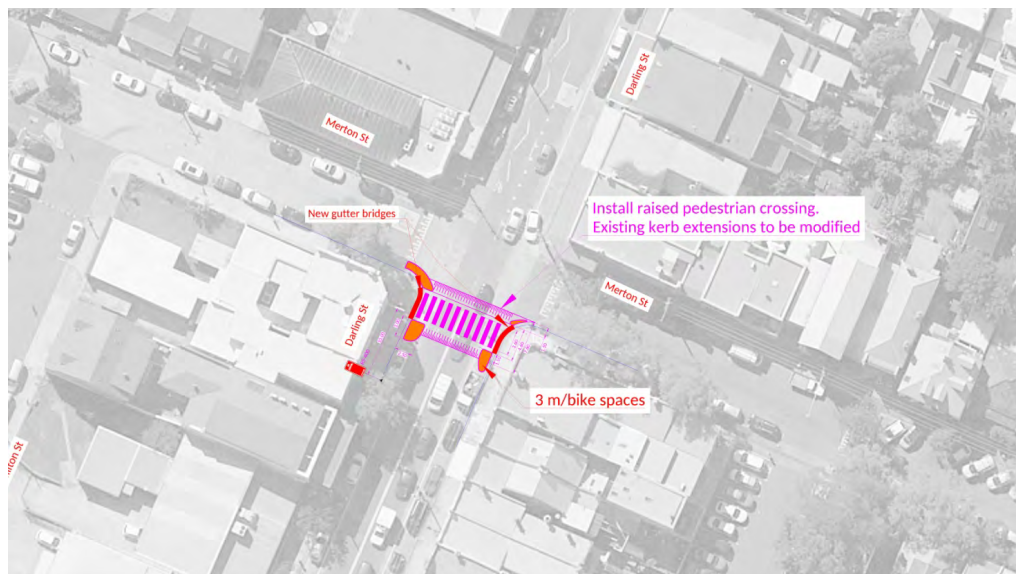 Darling St
Merton St
New gutter bridges
Install raised pedestrian crossing.
Existing kerb extensions to be modified
Merton St
Darling St
3 m/bike spaces